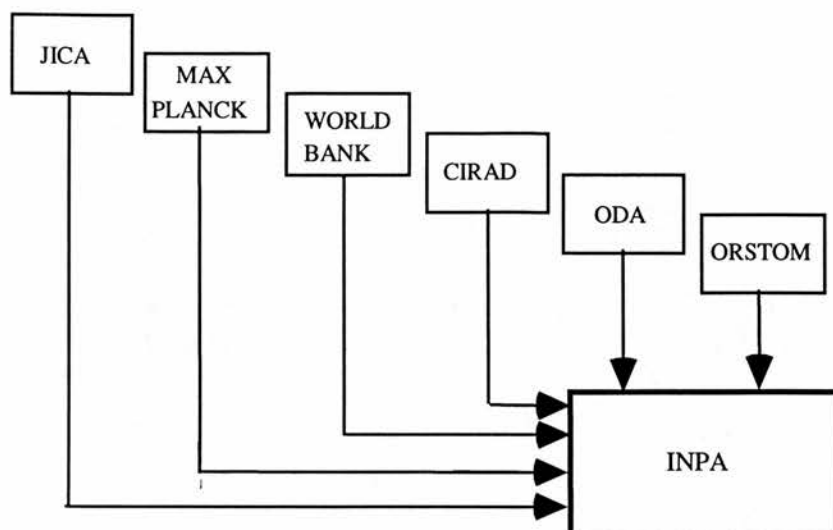 JICA
MAX
PLANCK
WORLD
BANK
CIRAD
ODA
ORSTOM
INPA